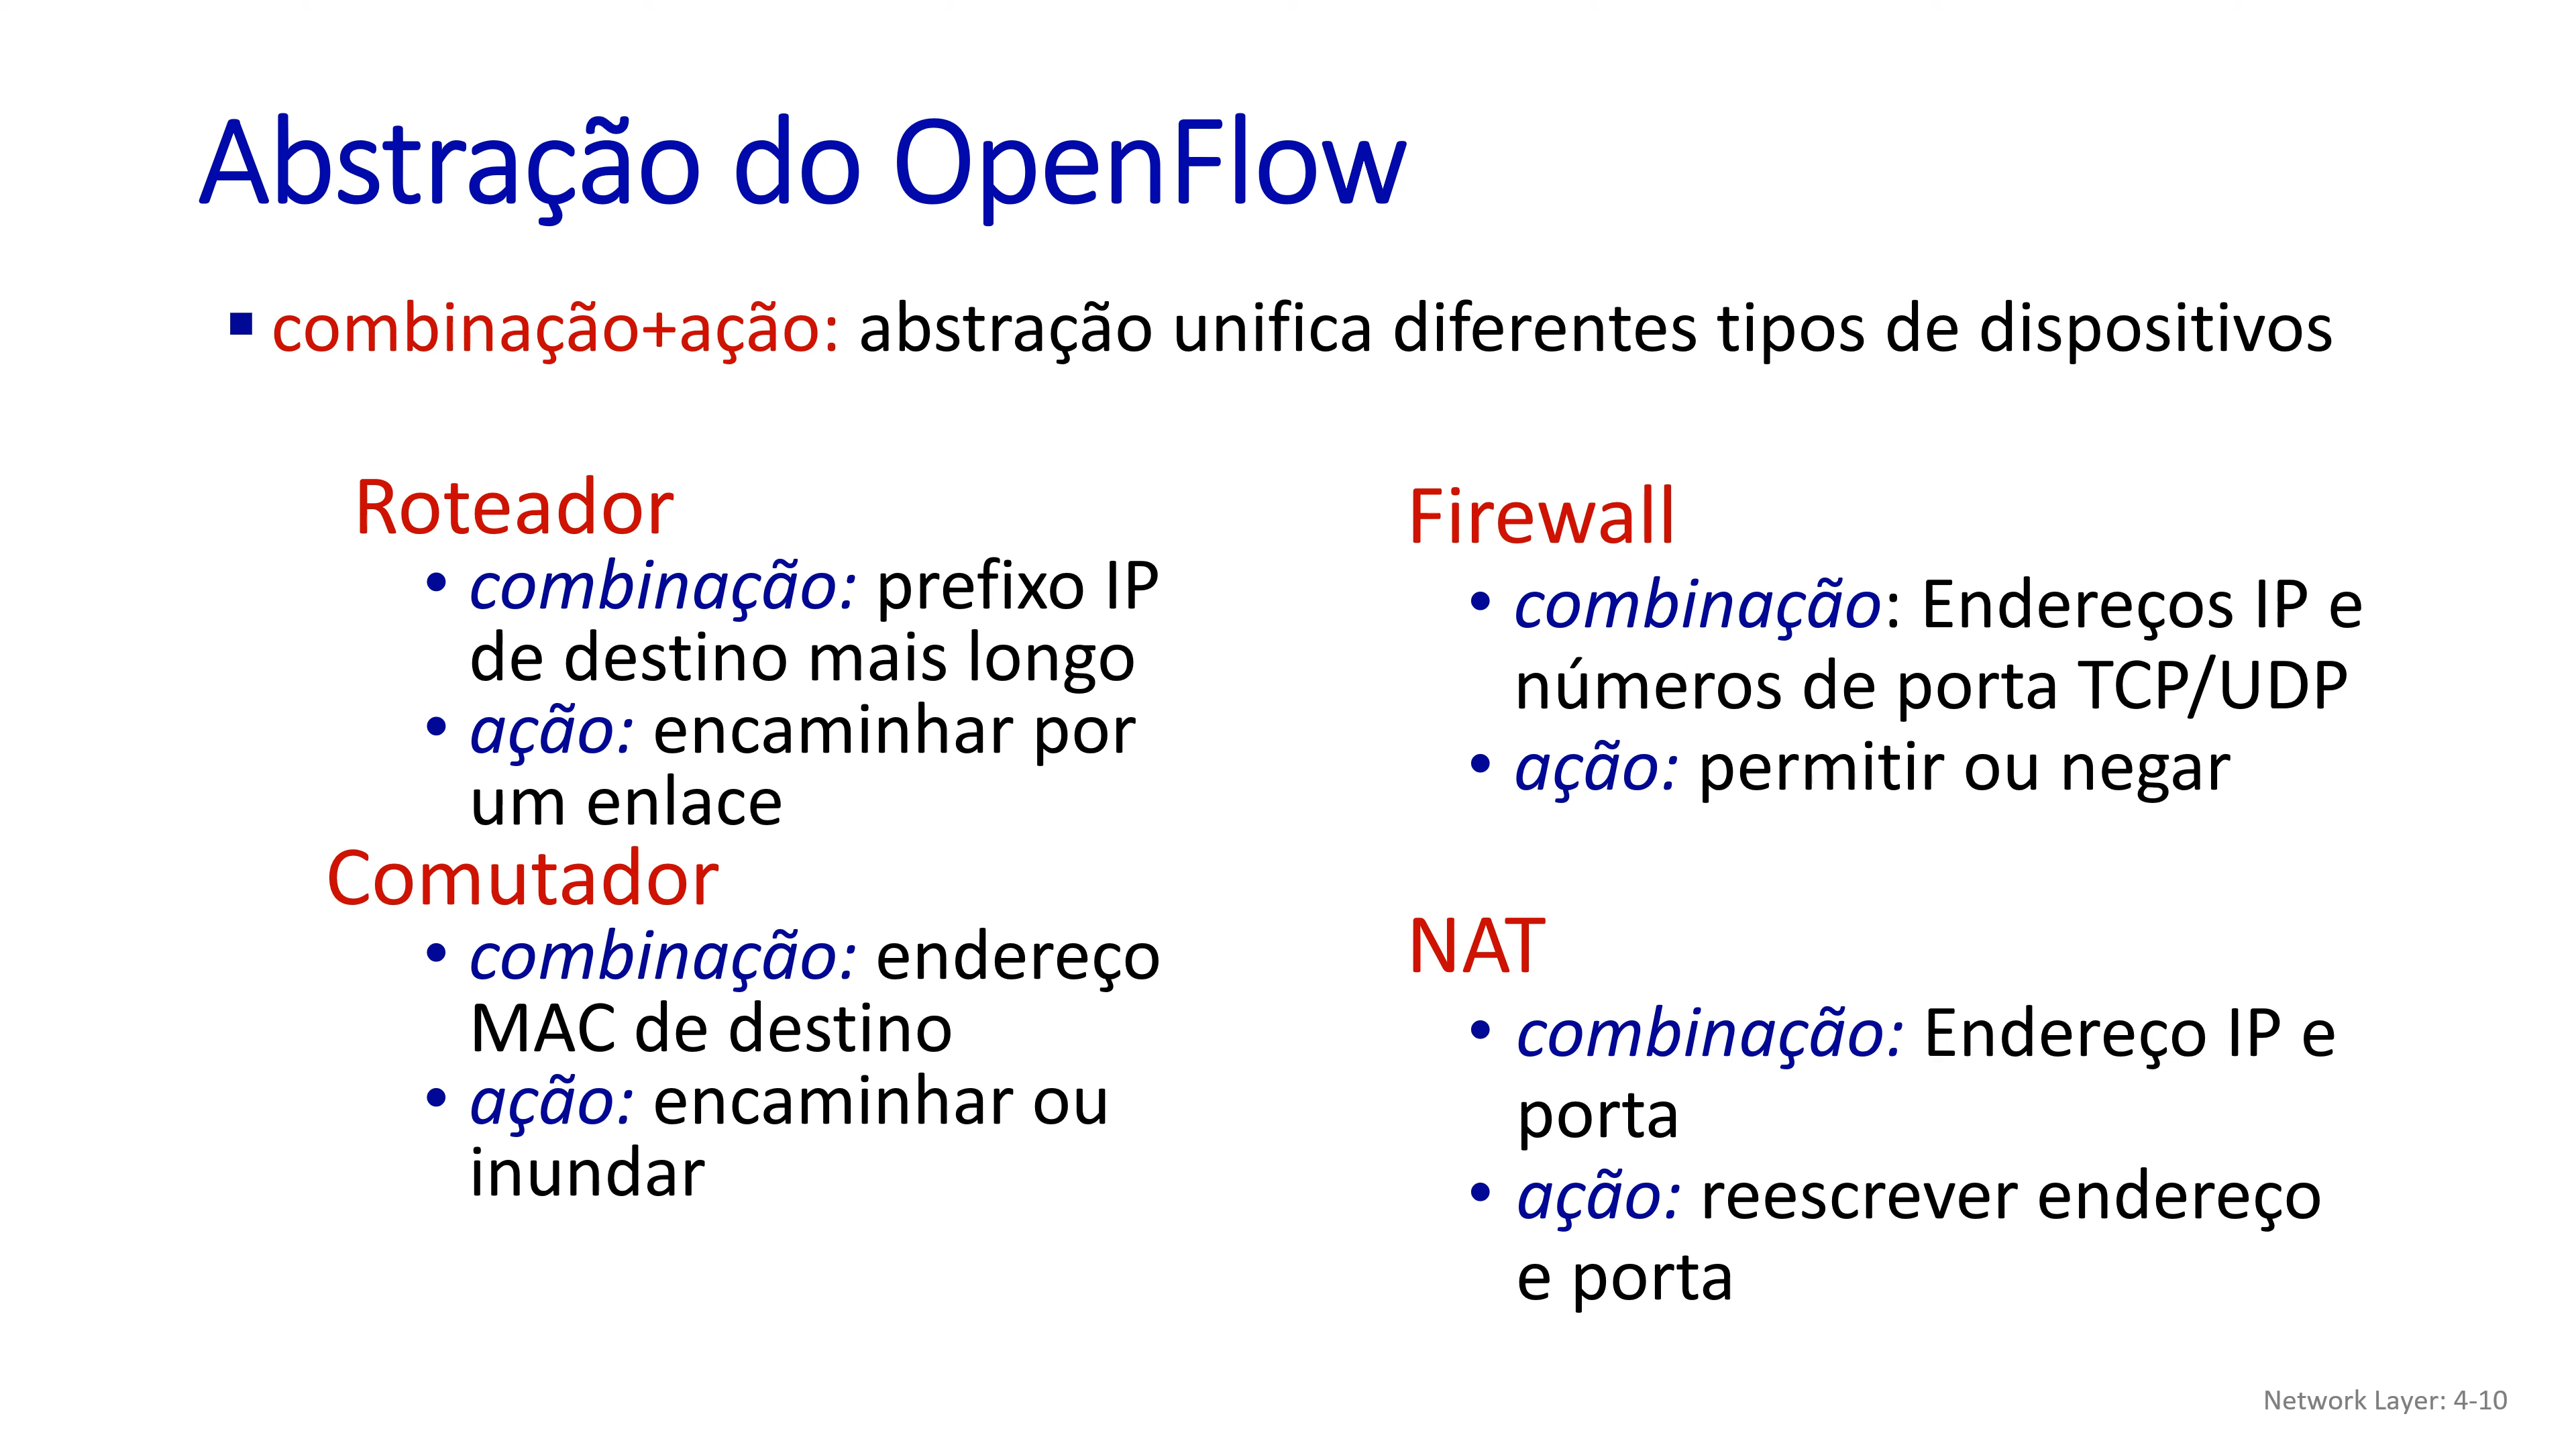 Abstração do OpenFlow
▪ combinação+ação: abstração unifica diferentes tipos de dispositivos
Roteador
• combinação: prefixo IP
de destino mais longo
• ação: encaminhar por
um enlace
Comutador
• combinação: endereço
MAC de destino
• ação: encaminhar ou
inundar
Firewall
• combinação: Endereços IP e
números de porta TCP/UDP
• ação: permitir ou negar
NAT
• combinação: Endereço IP e
porta
• ação: reescrever endereço
e porta
Network Layer: 4-10